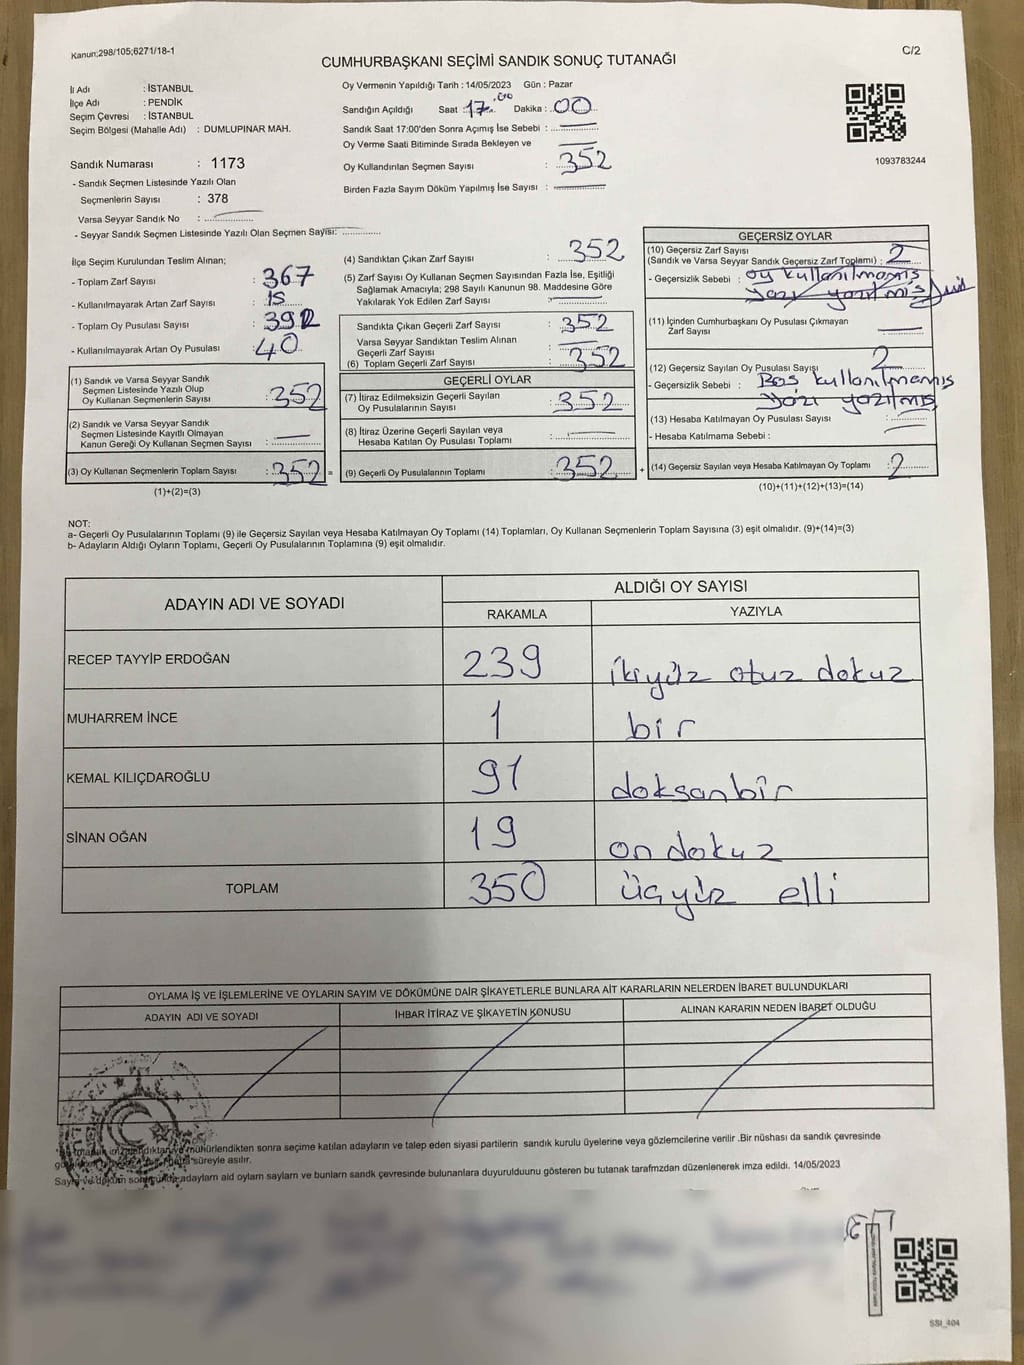 Kanun;298/105;6271/18-1
C/2
CUMHURBAŞKANI SEÇİMİ SANDIK SONUÇ TUTANAĞI
İl Adı : İSTANBUL
İlçe Adı : PENDİK
Seçim Çevresi : İSTANBUL
Seçim Bölgesi (Mahalle Adı) : DUMLUPINAR MAH.
Sandık Numarası : 1173
- Sandık Seçmen Listesinde Yazılı Olan
Seçmenlerin Sayısı : 378
Varsa Seyyar Sandık No :
- Seyyar Sandık Seçmen Listesinde Yazılı Olan Seçmen Sayısı:
Oy Vermenin Yapıldığı Tarih : 14/05/2023 Gün : Pazar
Sandığın Açıldığı Saat : 17.00 Dakika : 00
Sandık Saat 17:00'den Sonra Açımış İse Sebebi :
Oy Verme Saati Bitiminde Sırada Bekleyen ve
Oy Kullandırılan Seçmen Sayısı : 352
Birden Fazla Sayım Döküm Yapılmış İse Sayısı :
1093783244
İlçe Seçim Kurulundan Teslim Alınan;
- Toplam Zarf Sayısı : 367
- Kullanılmayarak Artan Zarf Sayısı : 15
- Toplam Oy Pusulası Sayısı : 392
- Kullanılmayarak Artan Oy Pusulası : 40
(1) Sandık ve Varsa Seyyar Sandık
Seçmen Listesinde Yazılı Olup
Oy Kullanan Seçmenlerin Sayısı : 352
(2) Sandık ve Varsa Seyyar Sandık
Seçmen Listesinde Kayıtlı Olmayan
Kanun Gereği Oy Kullanan Seçmen Sayısı :
(3) Oy Kullanan Seçmenlerin Toplam Sayısı : 352 =
(1)+(2)=(3)
(4) Sandıktan Çıkan Zarf Sayısı : 352
(5) Zarf Sayısı Oy Kullanan Seçmen Sayısından Fazla İse, Eşitliği
Sağlamak Amacıyla; 298 Sayılı Kanunun 98. Maddesine Göre
Yakılarak Yok Edilen Zarf Sayısı :
Sandıkta Çıkan Geçerli Zarf Sayısı : 352
Varsa Seyyar Sandıktan Teslim Alınan
Geçerli Zarf Sayısı :
(6) Toplam Geçerli Zarf Sayısı : 352
GEÇERLİ OYLAR
(7) İtiraz Edilmeksizin Geçerli Sayılan
Oy Pusulalarının Sayısı : 352
(8) İtiraz Üzerine Geçerli Sayılan veya
Hesaba Katılan Oy Pusulası Toplamı :
(9) Geçerli Oy Pusulalarının Toplamı : 352 +
GEÇERSİZ OYLAR
(10) Geçersiz Zarf Sayısı
(Sandık ve Varsa Seyyar Sandık Geçersiz Zarf Toplamı) : 2
- Geçersizlik Sebebi : oy kullanılmamış
yazı yazılmış
(11) İçinden Cumhurbaşkanı Oy Pusulası Çıkmayan
Zarf Sayısı
(12) Geçersiz Sayılan Oy Pusulası Sayısı 2
- Geçersizlik Sebebi : Boş kullanılmamış
yazı yazılmış
(13) Hesaba Katılmayan Oy Pusulası Sayısı :
- Hesaba Katılmama Sebebi :
(14) Geçersiz Sayılan veya Hesaba Katılmayan Oy Toplamı : 2
(10)+(11)+(12)+(13)=(14)
NOT:
a- Geçerli Oy Pusulalarının Toplamı (9) ile Geçersiz Sayılan veya Hesaba Katılmayan Oy Toplamı (14) Toplamları, Oy Kullanan Seçmenlerin Toplam Sayısına (3) eşit olmalıdır. (9)+(14)=(3)
b- Adayların Aldığı Oyların Toplamı, Geçerli Oy Pusulalarının Toplamına (9) eşit olmalıdır.
ADAYIN ADI VE SOYADI
ALDIĞI OY SAYISI
RAKAMLA YAZIYLA
RECEP TAYYİP ERDOĞAN 239 ikiyüz otuz dokuz
MUHARREM İNCE 1 bir
KEMAL KILIÇDAROĞLU 91 doksanbir
SİNAN OĞAN 19 on dokuz
TOPLAM 350 üçyüz elli
OYLAMA İŞ VE İŞLEMLERİNE VE OYLARIN SAYIM VE DÖKÜMÜNE DAİR ŞİKAYETLERLE BUNLARA AİT KARARLARIN NELERDEN İBARET BULUNDUKLARI
ADAYIN ADI VE SOYADI İHBAR İTİRAZ VE ŞİKAYETİN KONUSU ALINAN KARARIN NEDEN İBARET OLDUĞU
mühürlendikten sonra seçime katılan adayların ve talep eden siyasi partilerin sandık kurulu üyelerine veya gözlemcilerine verilir .Bir nüshası da sandık çevresinde
süreyle asılır.
adayların aid oyların sayların ve bunların sandk çevresinde bulunanlara duyurulduunu gösteren bu tutanak tarafmzdan düzenlenerek imza edildi. 14/05/2023
SSI_404